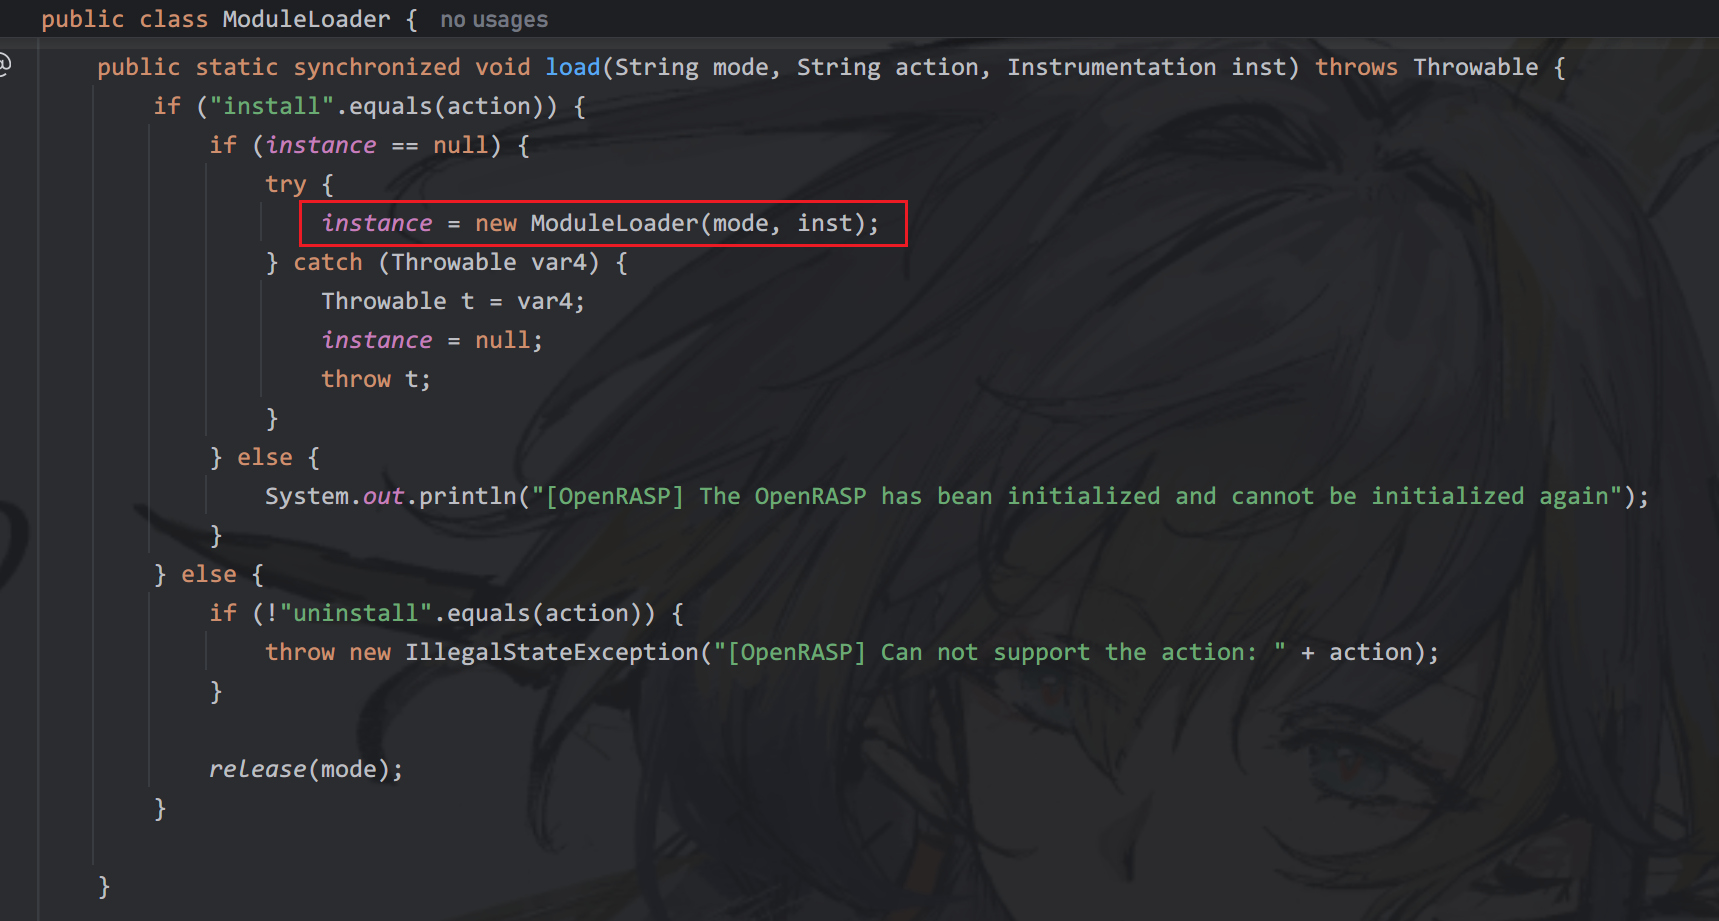 public class ModuleLoader { no usages
public static synchronized void load(String mode, String action, Instrumentation inst) throws Throwable {
if ("install".equals(action)) {
if (instance == null) {
try {
instance = new ModuleLoader(mode, inst);
} catch (Throwable var4) {
Throwable t = var4;
instance = null;
throw t;
}
} else {
System.out.println("[OpenRASP] The OpenRASP has bean initialized and cannot be initialized again");
}
} else {
if (!"uninstall".equals(action)) {
throw new IllegalStateException("[OpenRASP] Can not support the action: " + action);
}
release(mode);
}
}